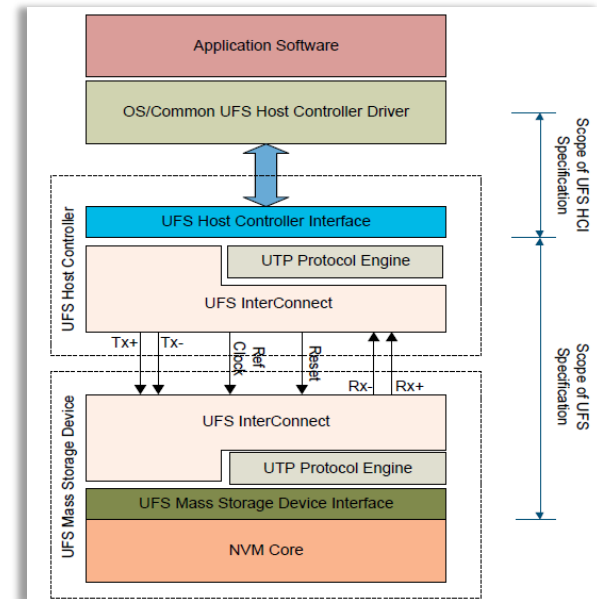 Application Software
OS/Common UFS Host Controller Driver
Scope of UFS HCI
Specification
UFS Host Controller
UFS Host Controller Interface
UTP Protocol Engine
UFS InterConnect
Tx+
Tx-
Ref
Clock
Reset
Rx-
Rx+
Scope of UFS
Specification
UFS Mass Storage Device
UFS InterConnect
UTP Protocol Engine
UFS Mass Storage Device Interface
NVM Core